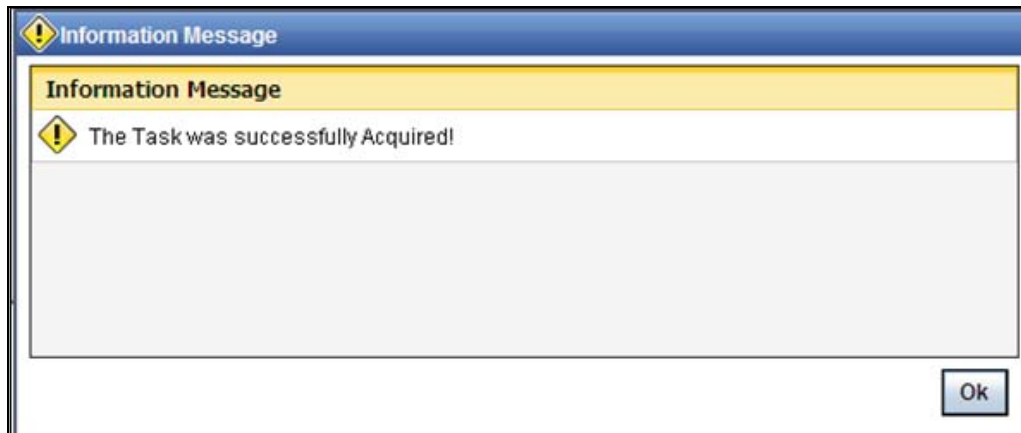 Information Message
Information Message
The Task was successfully Acquired!
Ok